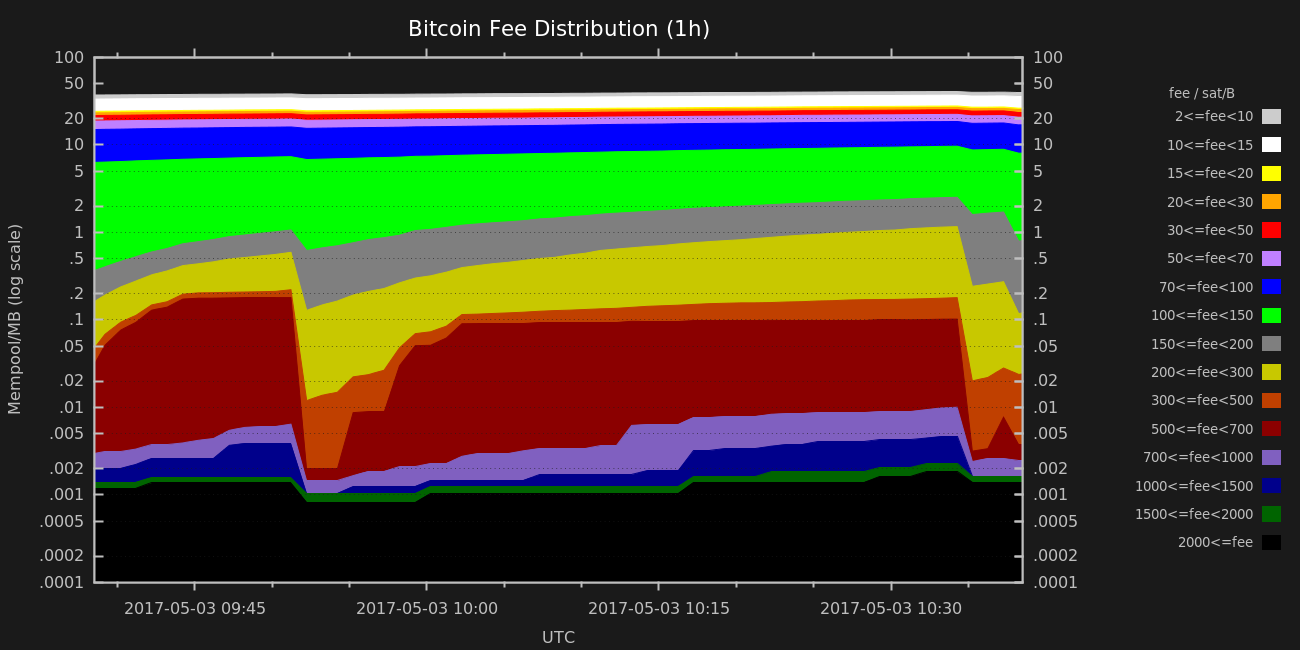 Bitcoin Fee Distribution (1h)
Mempool/MB (log scale)
100
50
20
10
5
2
1
.5
.2
.1
.05
.02
.01
.005
.002
.001
.0005
.0002
.0001
100
50
20
10
5
2
1
.5
.2
.1
.05
.02
.01
.005
.002
.001
.0005
.0002
.0001
2017-05-03 09:45
2017-05-03 10:00
2017-05-03 10:15
2017-05-03 10:30
UTC
fee / sat/B
2<=fee<10
10<=fee<15
15<=fee<20
20<=fee<30
30<=fee<50
50<=fee<70
70<=fee<100
100<=fee<150
150<=fee<200
200<=fee<300
300<=fee<500
500<=fee<700
700<=fee<1000
1000<=fee<1500
1500<=fee<2000
2000<=fee